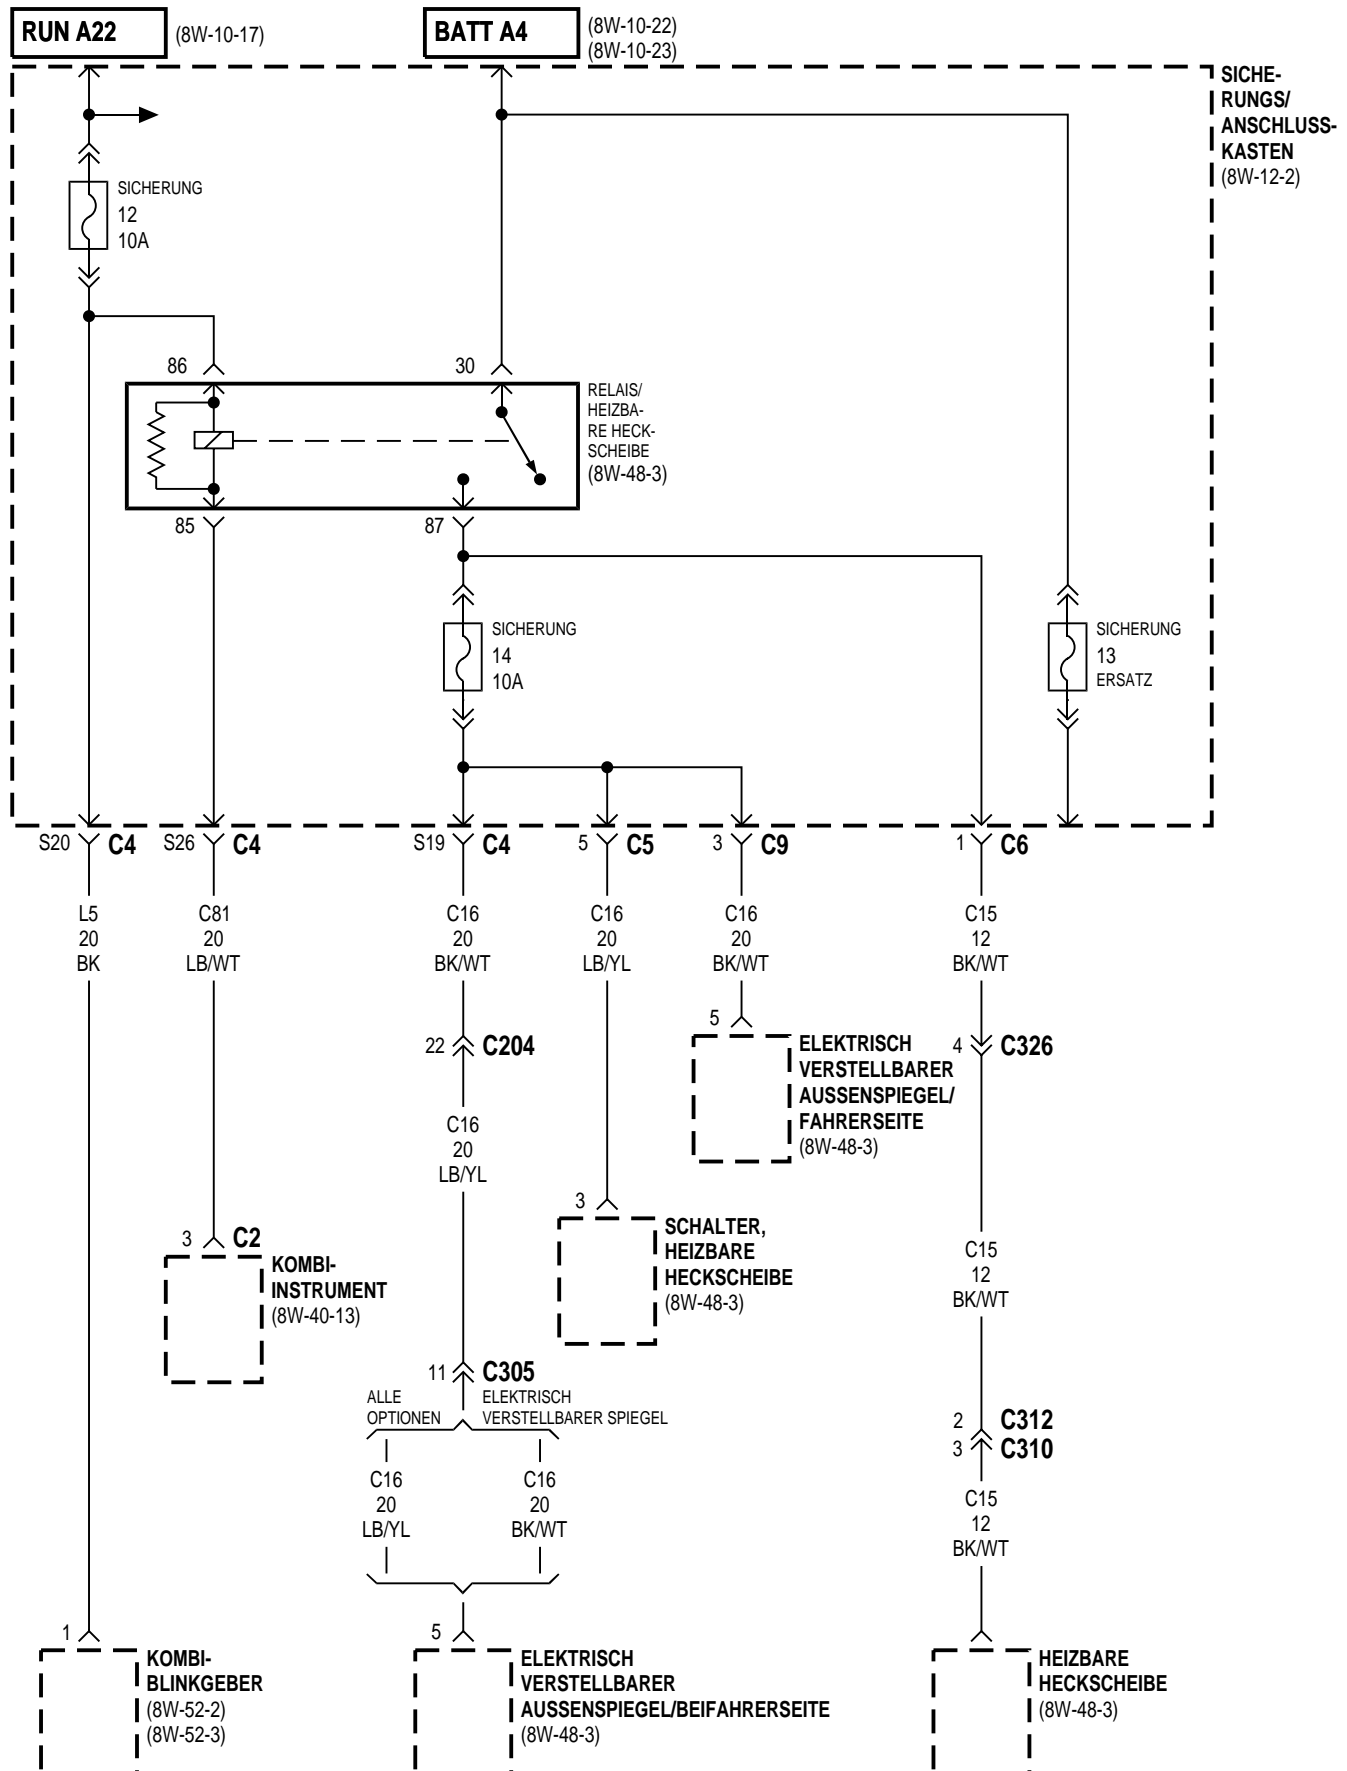 RUN A22
(8W-10-17)
BATT A4
(8W-10-22)
(8W-10-23)
SICHE-
RUNGS/
ANSCHLUSS-
KASTEN
(8W-12-2)
SICHERUNG
12
10A
86
30
RELAIS/
HEIZBA-
RE HECK-
SCHEIBE
(8W-48-3)
85
87
SICHERUNG
14
10A
SICHERUNG
13
ERSATZ
S20 C4
S26 C4
S19 C4
5 C5
3 C9
1 C6
L5
20
BK
C81
20
LB/WT
C16
20
BK/WT
C16
20
LB/YL
C16
20
BK/WT
C15
12
BK/WT
22 C204
5
ELEKTRISCH
VERSTELLBARER
AUSSENSPIEGEL/
FAHRERSEITE
(8W-48-3)
4 C326
C16
20
LB/YL
3
SCHALTER,
HEIZBARE
HECKSCHEIBE
(8W-48-3)
3 C2
KOMBI-
INSTRUMENT
(8W-40-13)
C15
12
BK/WT
11 C305
ALLE
OPTIONEN
ELEKTRISCH
VERSTELLBARER SPIEGEL
2 C312
3 C310
C16
20
LB/YL
C16
20
BK/WT
C15
12
BK/WT
1
KOMBI-
BLINKGEBER
(8W-52-2)
(8W-52-3)
5
ELEKTRISCH
VERSTELLBARER
AUSSENSPIEGEL/BEIFAHRERSEITE
(8W-48-3)
HEIZBARE
HECKSCHEIBE
(8W-48-3)